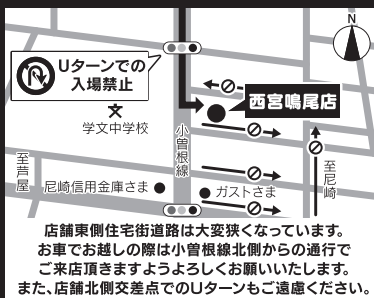 N
Uターンでの
入場禁止
西宮鳴尾店
学文中学校
小曽根線
至芦屋
尼崎信用金庫さま
ガストさま
至尼崎
店舗東側住宅街道路は大変狭くなっています。
お車でお越しの際は小曽根線北側からの通行で
ご来店頂きますようよろしくお願いいたします。
また、店舗北側交差点でのUターンもご遠慮ください。